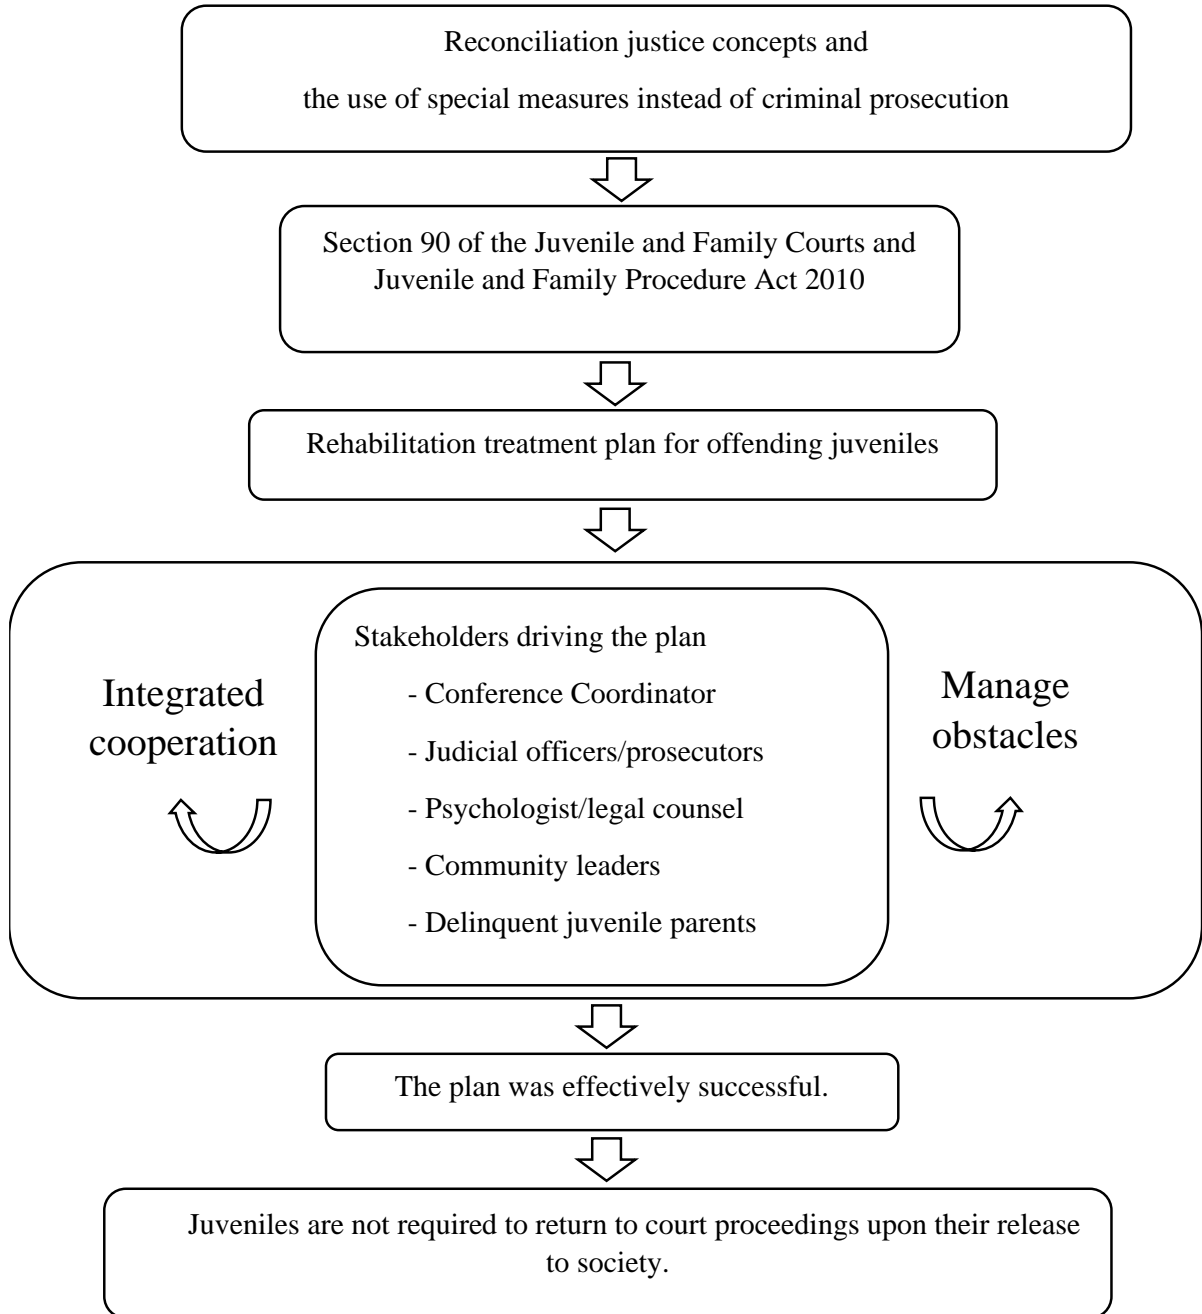 Reconciliation justice concepts and
the use of special measures instead of criminal prosecution
Section 90 of the Juvenile and Family Courts and
Juvenile and Family Procedure Act 2010
Rehabilitation treatment plan for offending juveniles
Integrated
cooperation
Stakeholders driving the plan
- Conference Coordinator
- Judicial officers/prosecutors
- Psychologist/legal counsel
- Community leaders
- Delinquent juvenile parents
Manage
obstacles
The plan was effectively successful.
Juveniles are not required to return to court proceedings upon their release
to society.